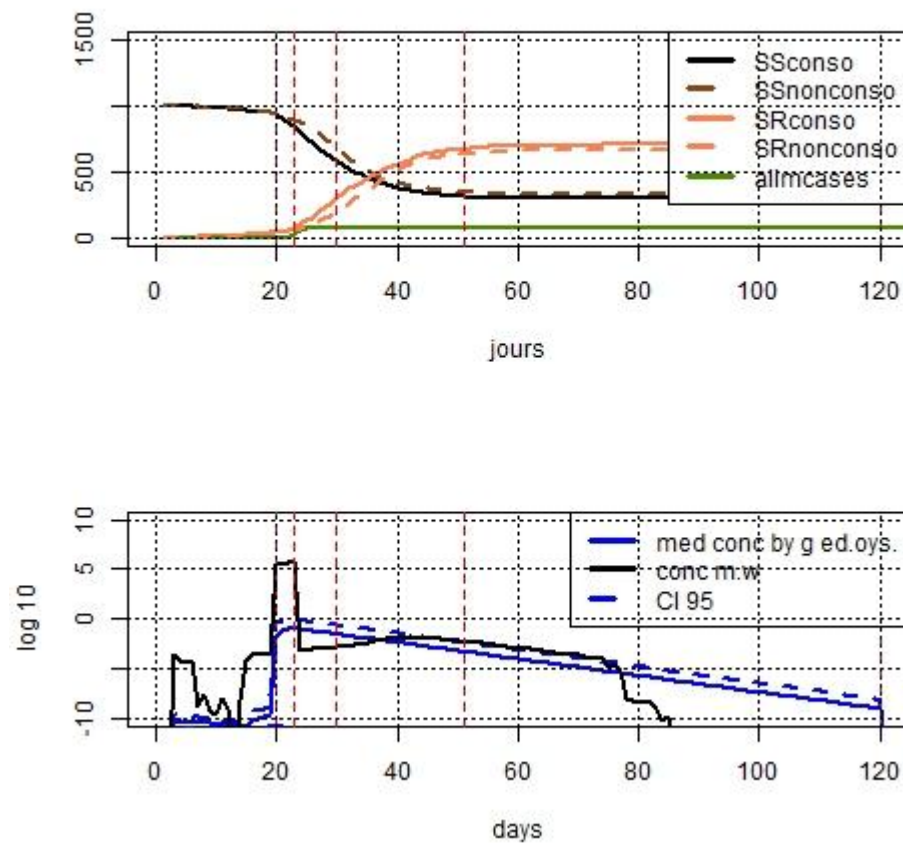 1500
500
0
SSconso
SSnonconso
SRconso
SRnonconso
alimcases
0 20 40 60 80 100 120
jours
log 10
10
5
0
-10
med conc by g ed.oys.
conc m.w
CI 95
0 20 40 60 80 100 120
days